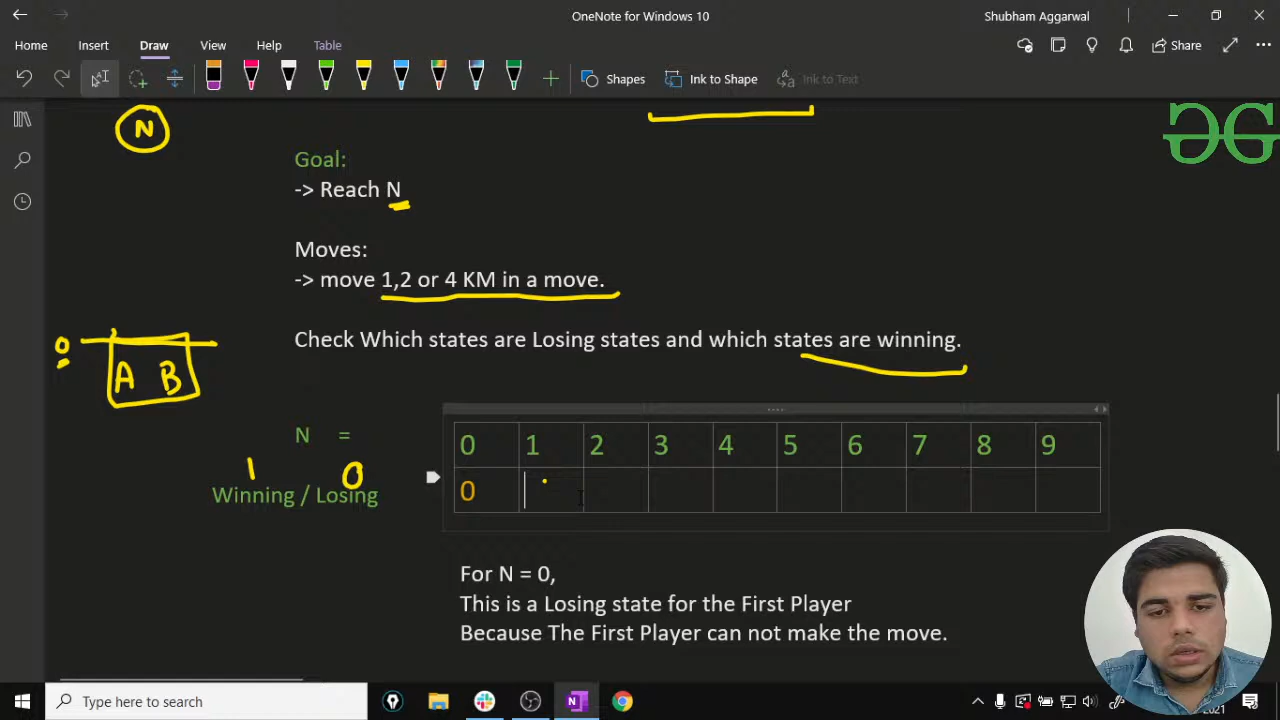 OneNote for Windows 10
Shubham Aggarwal
Home Insert Draw View Help Table
Share
Shapes
Ink to Shape
Ink to Text
N
Goal:
-> Reach N
Moves:
-> move 1,2 or 4 KM in a move.
Check Which states are Losing states and which states are winning.
0
A B
N =
0 1 2 3 4 5 6 7 8 9
1 0
Winning / Losing
0
For N = 0,
This is a Losing state for the First Player
Because The First Player can not make the move.
Type here to search
2021